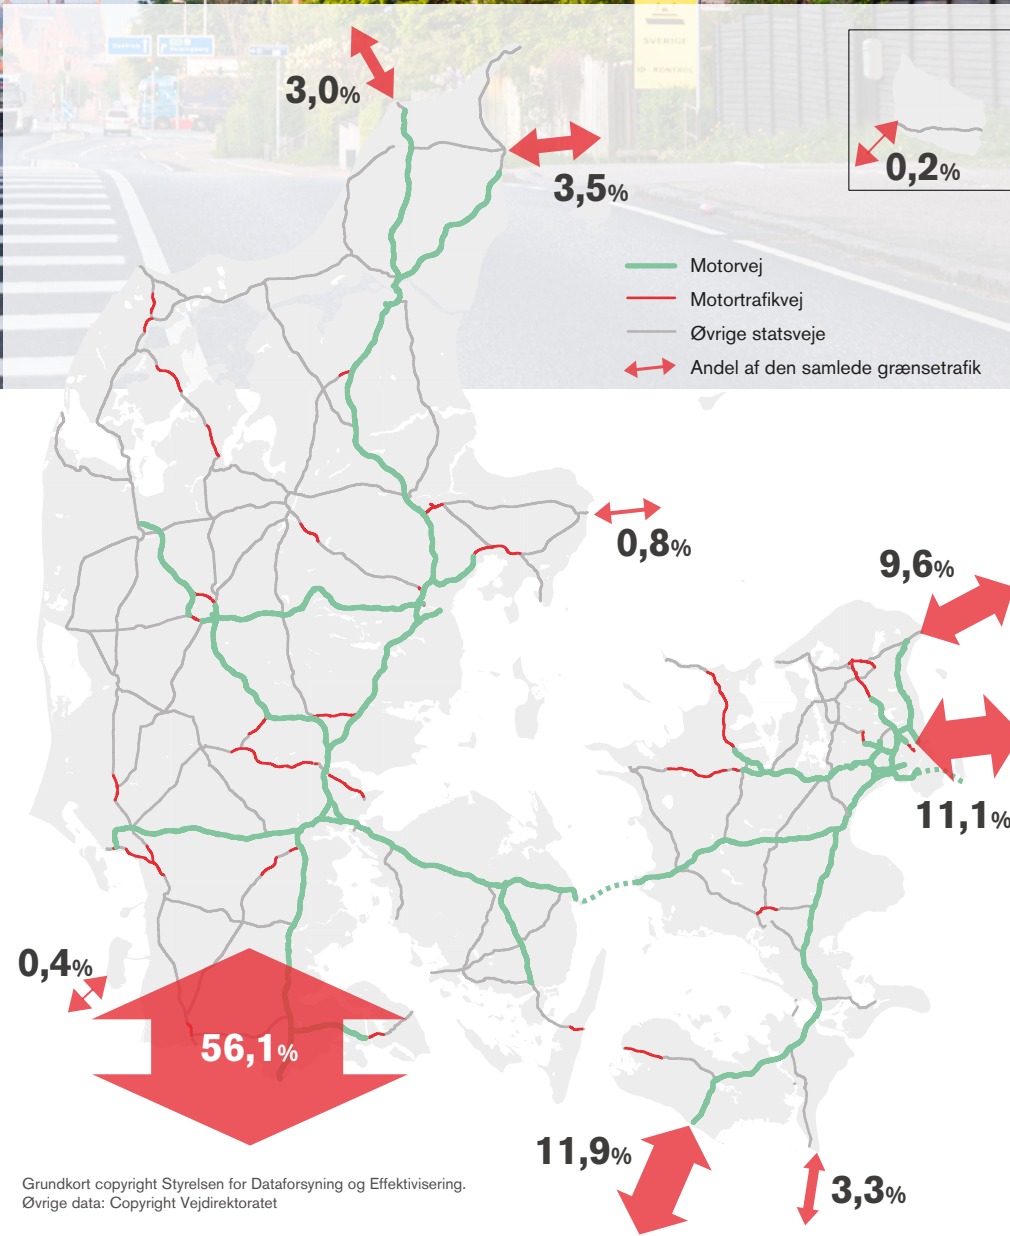 SVERIGE
3,0%
3,5%
0,2%
Motorvej
Motortrafikvej
Øvrige statsveje
Andel af den samlede grænsetrafik
0,8%
9,6%
11,1%
0,4%
56,1%
11,9%
3,3%
Grundkort copyright Styrelsen for Dataforsyning og Effektivisering.
Øvrige data: Copyright Vejdirektoratet